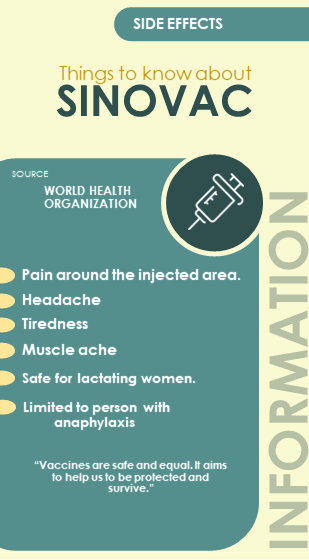 SIDE EFFECTS
Things to know about
SINOVAC
SOURCE
WORLD HEALTH
ORGANIZATION
Pain around the injected area.
Headache
Tiredness
Muscle ache
Safe for lactating women.
Limited to person with
anaphylaxis
“Vaccines are safe and equal. It aims
to help us to be protected and
survive.”
INFORMATION